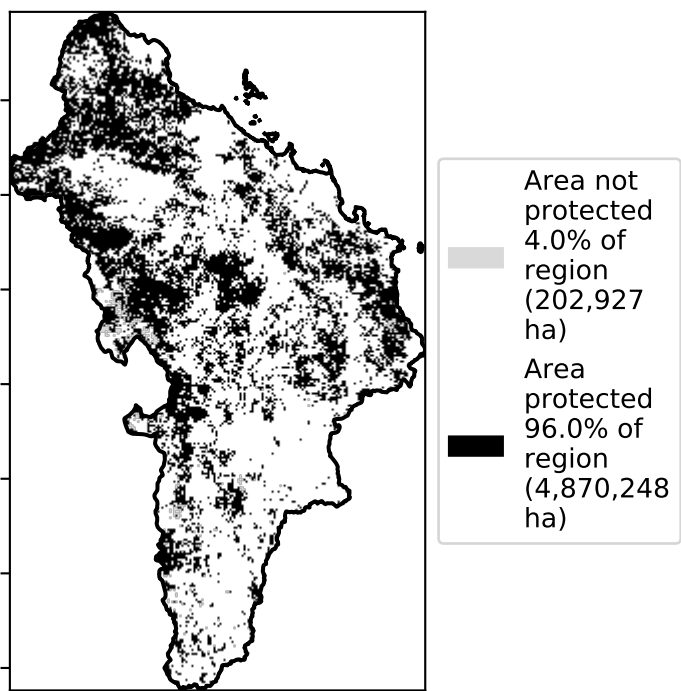 Area not
protected
4.0% of
region
(202,927
ha)
Area
protected
96.0% of
region
(4,870,248
ha)